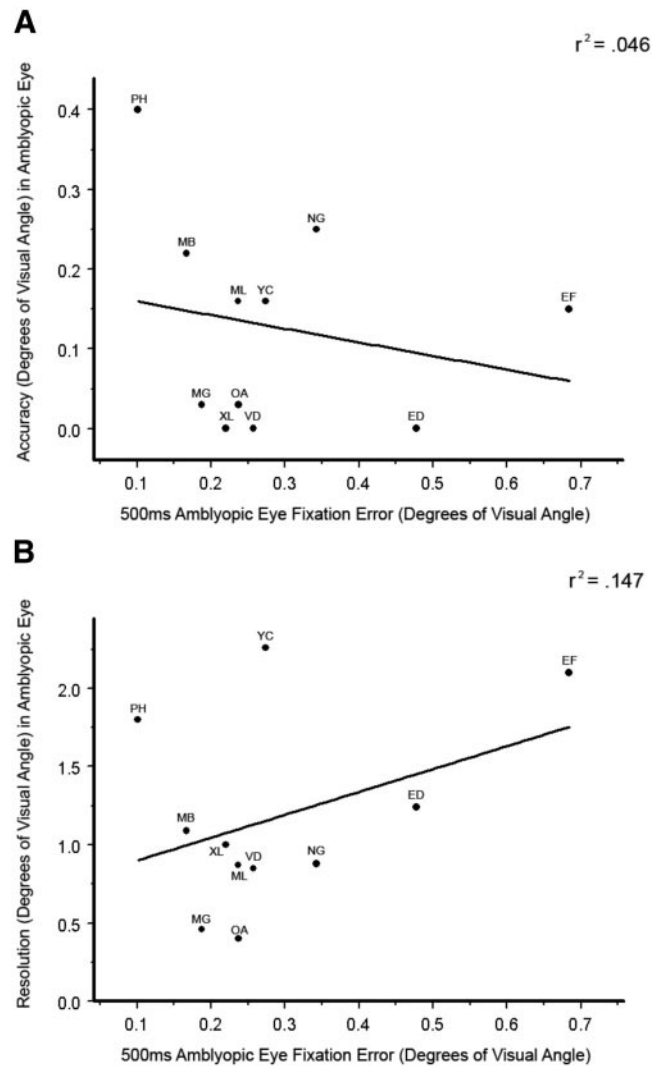 A
r² = .046
Accuracy (Degrees of Visual Angle) in Amblyopic Eye
0.4
0.3
0.2
0.1
0.0
PH
NG
MB
ML YC
EF
MG OA
XL VD
ED
0.1 0.2 0.3 0.4 0.5 0.6 0.7
500ms Amblyopic Eye Fixation Error (Degrees of Visual Angle)
B
r² = .147
Resolution (Degrees of Visual Angle) in Amblyopic Eye
2.0
1.5
1.0
0.5
0.0
YC
EF
PH
ED
MB
XL VD NG
ML
MG
OA
0.1 0.2 0.3 0.4 0.5 0.6 0.7
500ms Amblyopic Eye Fixation Error (Degrees of Visual Angle)